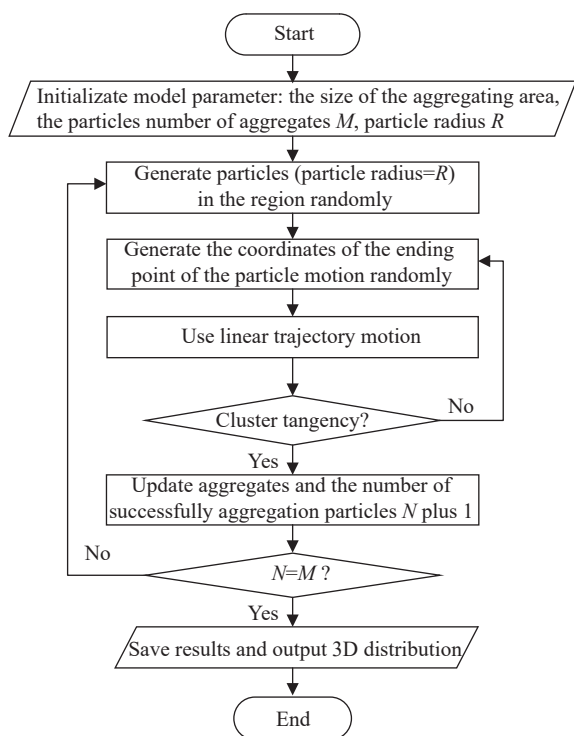 Start
Initializate model parameter: the size of the aggregating area,
the particles number of aggregates M, particle radius R
Generate particles (particle radius=R)
in the region randomly
Generate the coordinates of the ending
point of the particle motion randomly
Use linear trajectory motion
Cluster tangency?
No
Yes
Update aggregates and the number of
successfully aggregation particles N plus 1
No
N=M ?
Yes
Save results and output 3D distribution
End